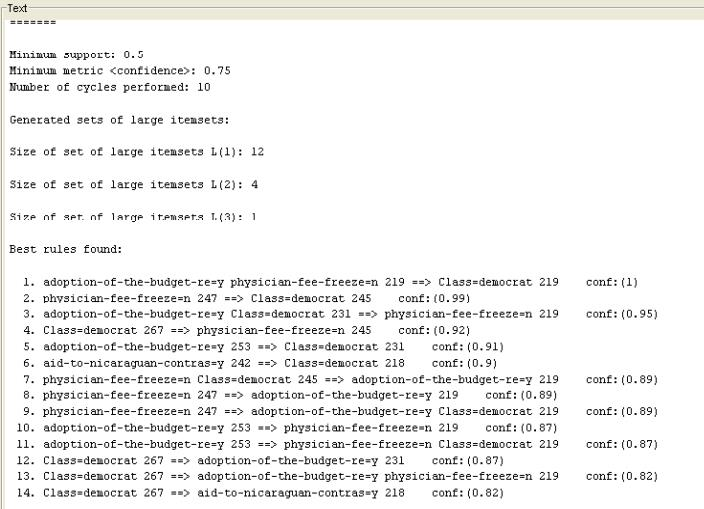 Text
=======
Minimum support: 0.5
Minimum metric <confidence>: 0.75
Number of cycles performed: 10
Generated sets of large itemsets:
Size of set of large itemsets L(1): 12
Size of set of large itemsets L(2): 4
Size of set of large itemsets L(3): 1
Best rules found:
1. adoption-of-the-budget-re=y physician-fee-freeze=n 219 ==> Class=democrat 219 conf:(1)
2. physician-fee-freeze=n 247 ==> Class=democrat 245 conf:(0.99)
3. adoption-of-the-budget-re=y Class=democrat 231 ==> physician-fee-freeze=n 219 conf:(0.95)
4. Class=democrat 267 ==> physician-fee-freeze=n 245 conf:(0.92)
5. adoption-of-the-budget-re=y 253 ==> Class=democrat 231 conf:(0.91)
6. aid-to-nicaraguan-contras=y 242 ==> Class=democrat 218 conf:(0.9)
7. physician-fee-freeze=n Class=democrat 245 ==> adoption-of-the-budget-re=y 219 conf:(0.89)
8. physician-fee-freeze=n 247 ==> adoption-of-the-budget-re=y 219 conf:(0.89)
9. physician-fee-freeze=n 247 ==> adoption-of-the-budget-re=y Class=democrat 219 conf:(0.89)
10. adoption-of-the-budget-re=y 253 ==> physician-fee-freeze=n 219 conf:(0.87)
11. adoption-of-the-budget-re=y 253 ==> physician-fee-freeze=n Class=democrat 219 conf:(0.87)
12. Class=democrat 267 ==> adoption-of-the-budget-re=y 231 conf:(0.87)
13. Class=democrat 267 ==> adoption-of-the-budget-re=y physician-fee-freeze=n 219 conf:(0.82)
14. Class=democrat 267 ==> aid-to-nicaraguan-contras=y 218 conf:(0.82)